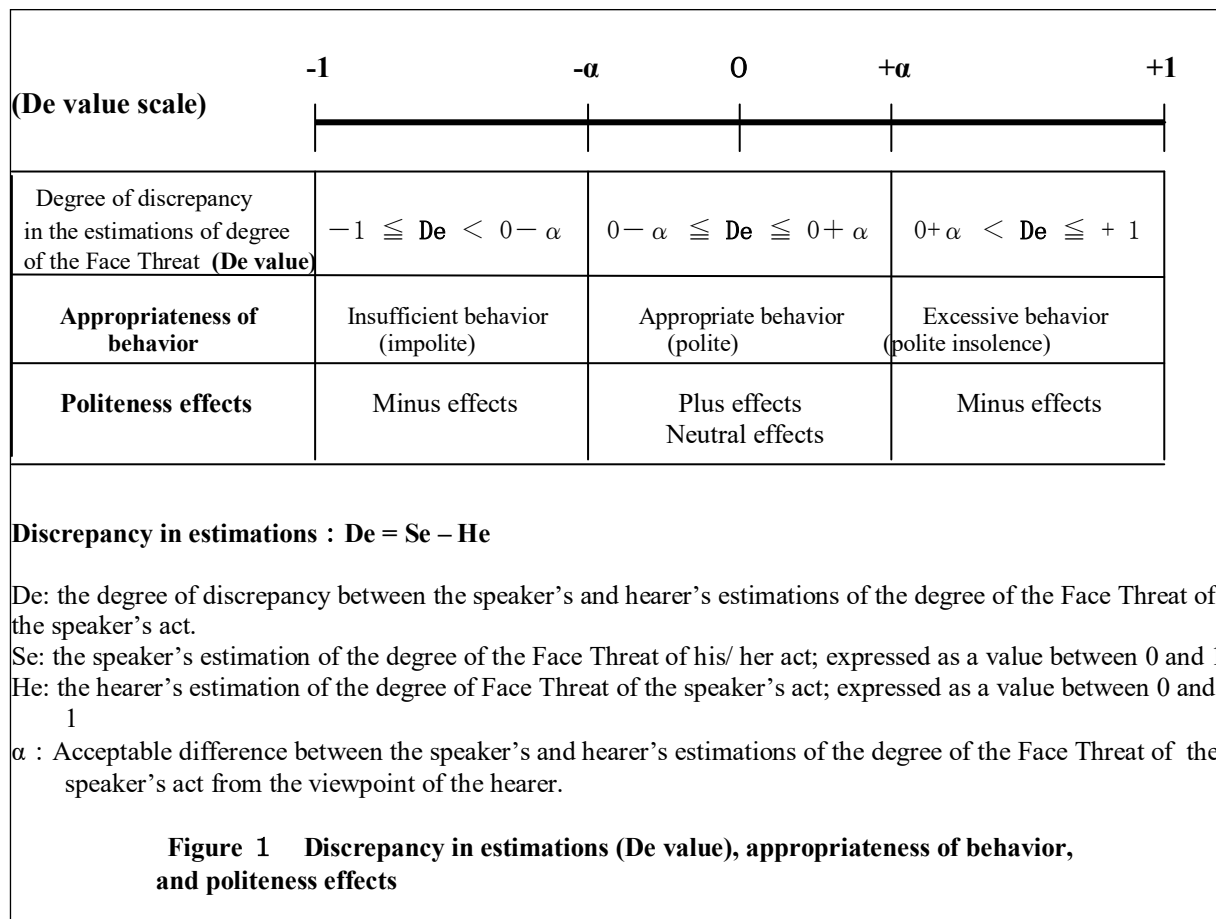 -1 -α 0 +α +1
(De value scale)
Degree of discrepancy
in the estimations of degree
of the Face Threat (De value)
−1 ≦ De < 0− α
0− α ≦ De ≦ 0+ α
0+ α < De ≦ + 1
Appropriateness of
behavior
Insufficient behavior
(impolite)
Appropriate behavior
(polite)
Excessive behavior
(polite insolence)
Politeness effects
Minus effects
Plus effects
Neutral effects
Minus effects
Discrepancy in estimations : De = Se – He
De: the degree of discrepancy between the speaker’s and hearer’s estimations of the degree of the Face Threat of
the speaker’s act.
Se: the speaker’s estimation of the degree of the Face Threat of his/ her act; expressed as a value between 0 and 1
He: the hearer’s estimation of the degree of Face Threat of the speaker’s act; expressed as a value between 0 and
1
α : Acceptable difference between the speaker’s and hearer’s estimations of the degree of the Face Threat of the
speaker’s act from the viewpoint of the hearer.
Figure 1 Discrepancy in estimations (De value), appropriateness of behavior,
and politeness effects